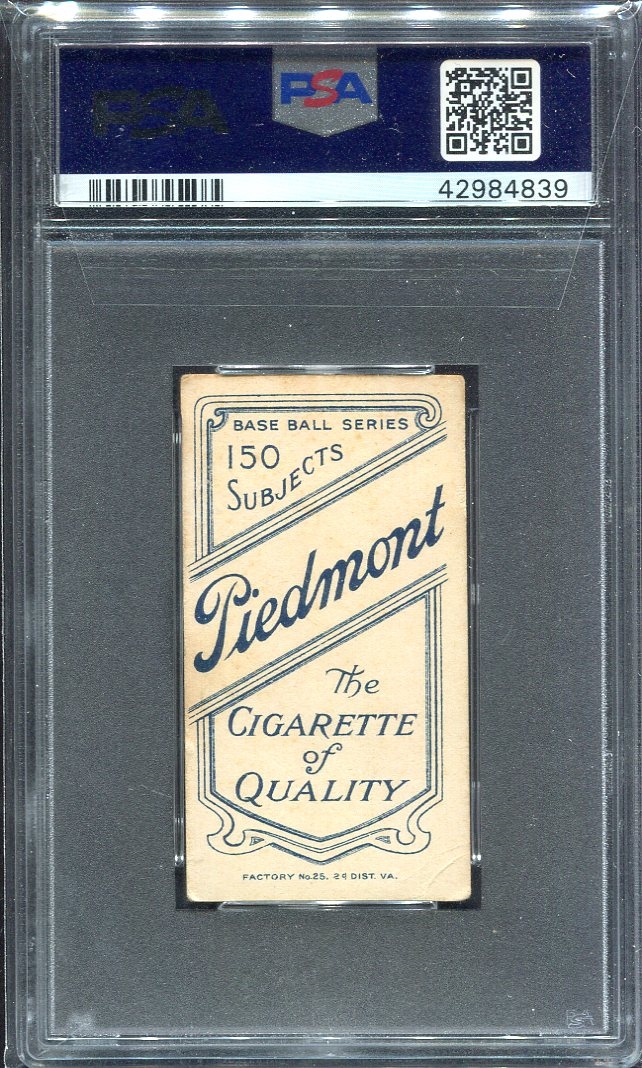 PSA
PSA
42984839
BASE BALL SERIES
150
SUBJECTS
Piedmont
The
CIGARETTE
of
QUALITY
FACTORY No.25. 2d DIST. VA.